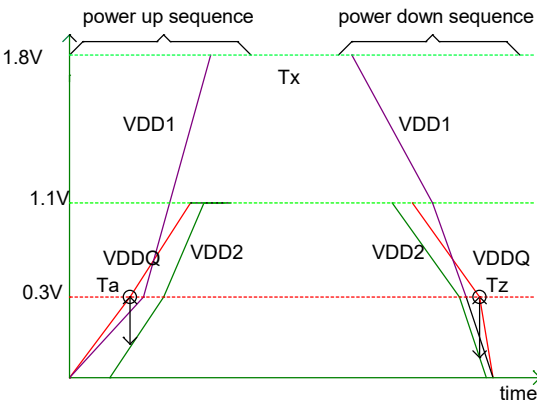 power up sequence
power down sequence
1.8V
Tx
VDD1
VDD1
1.1V
VDDQ
VDD2
VDD2
VDDQ
Ta
Tz
0.3V
time